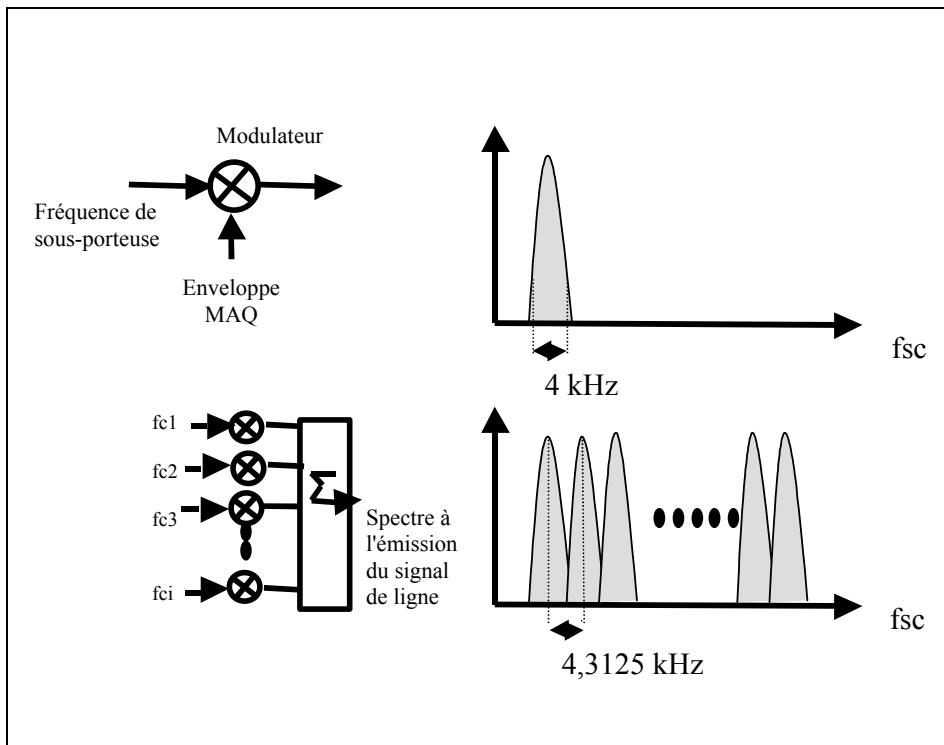 Modulateur
Fréquence de
sous-porteuse
Enveloppe
MAQ
fsc
4 kHz
fc1
fc2
fc3
fci
Σ
Spectre à
l'émission
du signal
de ligne
fsc
4,3125 kHz